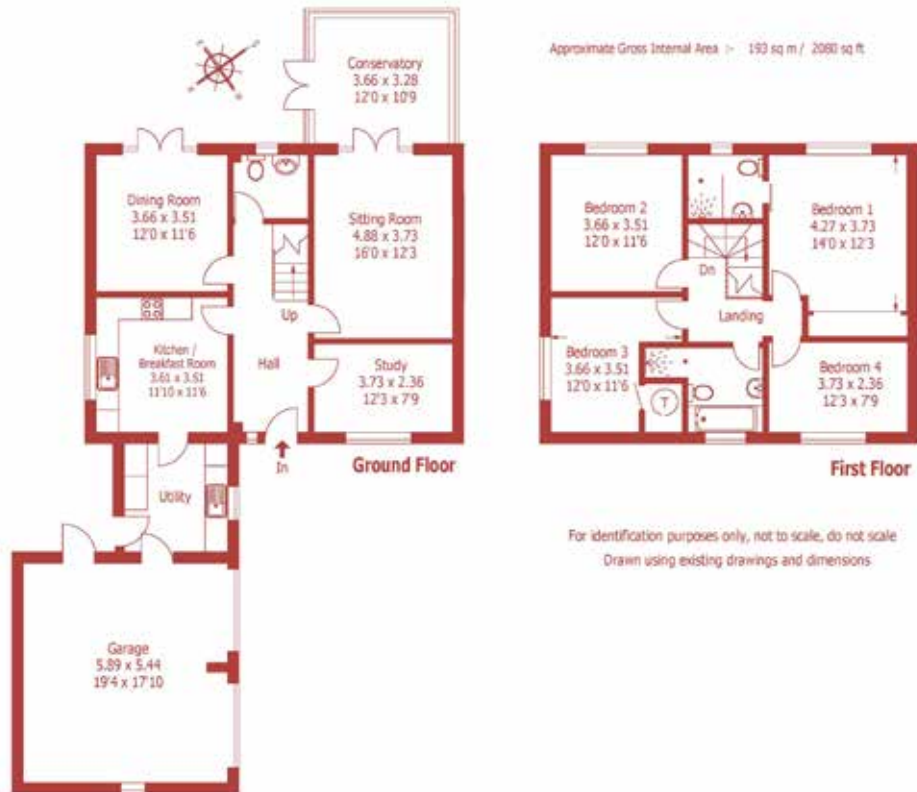 Approximate Gross Internal Area :- 193 sq m / 2080 sq ft
Conservatory
3.66 x 3.28
12'0 x 10'9
Dining Room
3.66 x 3.51
12'0 x 11'6
Sitting Room
4.88 x 3.73
16'0 x 12'3
Up
Kitchen /
Breakfast Room
3.61 x 3.51
11'10 x 11'6
Hall
Study
3.73 x 2.36
12'3 x 7'9
In
Ground Floor
Utility
Garage
5.89 x 5.44
19'4 x 17'10
Bedroom 2
3.66 x 3.51
12'0 x 11'6
Bedroom 1
4.27 x 3.73
14'0 x 12'3
Dn
Landing
Bedroom 3
3.66 x 3.51
12'0 x 11'6
T
Bedroom 4
3.73 x 2.36
12'3 x 7'9
First Floor
For identification purposes only, not to scale, do not scale
Drawn using existing drawings and dimensions